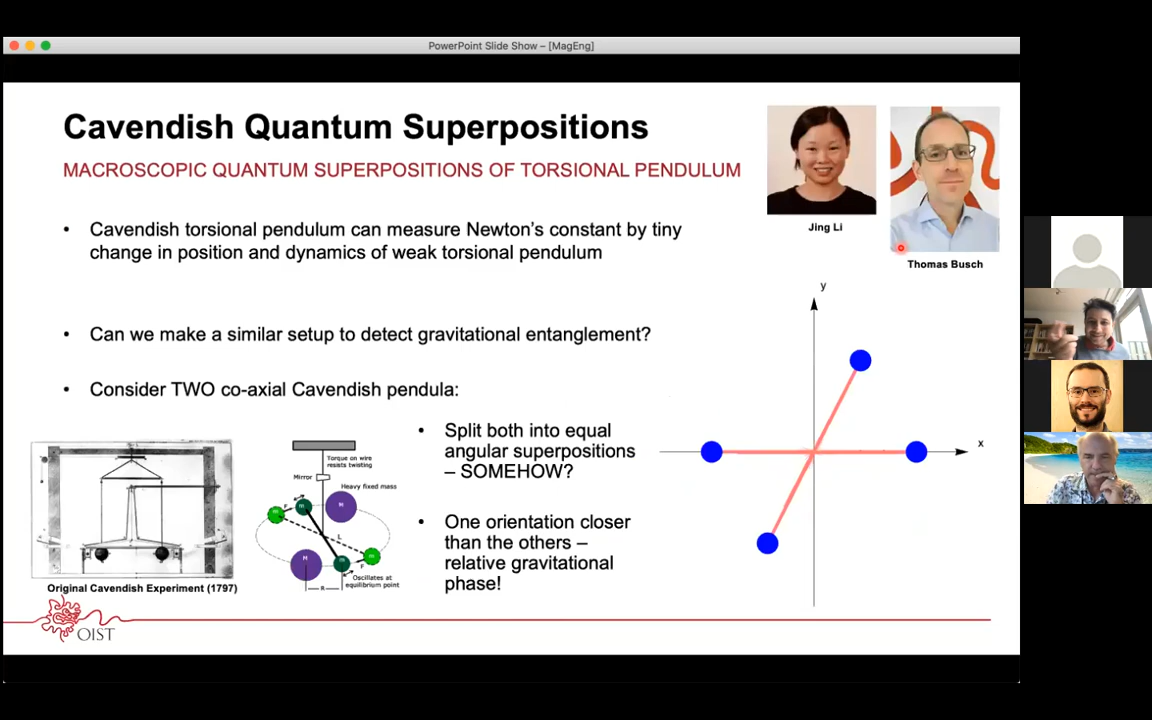 PowerPoint Slide Show – [MagEng]
Cavendish Quantum Superpositions
MACROSCOPIC QUANTUM SUPERPOSITIONS OF TORSIONAL PENDULUM
Jing Li
Thomas Busch
• Cavendish torsional pendulum can measure Newton's constant by tiny
change in position and dynamics of weak torsional pendulum
• Can we make a similar setup to detect gravitational entanglement?
• Consider TWO co-axial Cavendish pendula:
• Split both into equal
angular superpositions
– SOMEHOW?
• One orientation closer
than the others –
relative gravitational
phase!
y
x
Torque on wire
resists twisting
Mirror
Heavy fixed mass
M
F
m
m
L
M
m
m
F
Oscillates at
equilibrium point
R
Original Cavendish Experiment (1797)
OIST